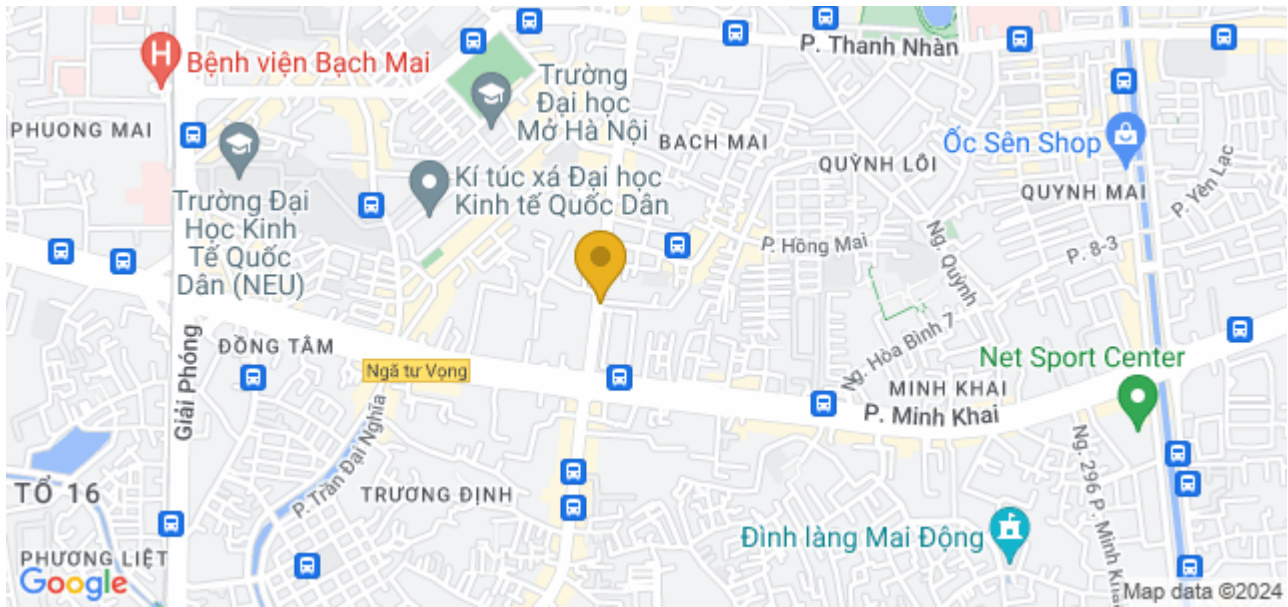 P. Thanh Nhàn
Bệnh viện Bạch Mai
Trường
Đại học
Mở Hà Nội
PHUONG MAI
BẠCH MAI
QUỲNH LÔI
Ốc Sên Shop
QUYNH MAI
P. Yên Lạc
Trường Đại
Học Kinh
Tế Quốc
Dân (NEU)
Kí túc xá Đại học
Kinh tế Quốc Dân
P. Hồng Mai
Ng. Quỳnh
P. 8-3
ĐỒNG TÂM
Giải Phóng
Ngã tư Vọng
Ng. Hòa Bình 7
Net Sport Center
MINH KHAI
P. Minh Khai
P. Trần Đại Nghĩa
TRƯƠNG ĐỊNH
TỔ 16
Ng. 296 P. Minh Kha
Đình làng Mai Động
PHƯƠNG LIỆT
Google
Map data ©2024